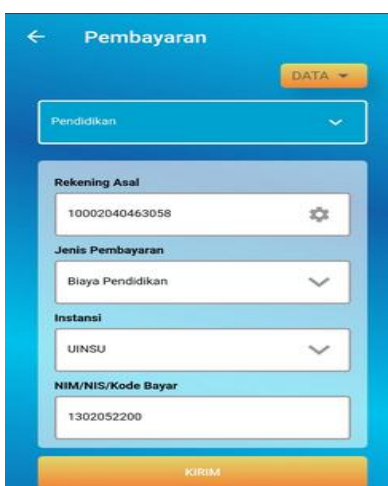 Pembayaran
DATA
Pendidikan
Rekening Asal
10002040463058
Jenis Pembayaran
Biaya Pendidikan
Instansi
UINSU
NIM/NIS/Kode Bayar
1302052200
KIRIM